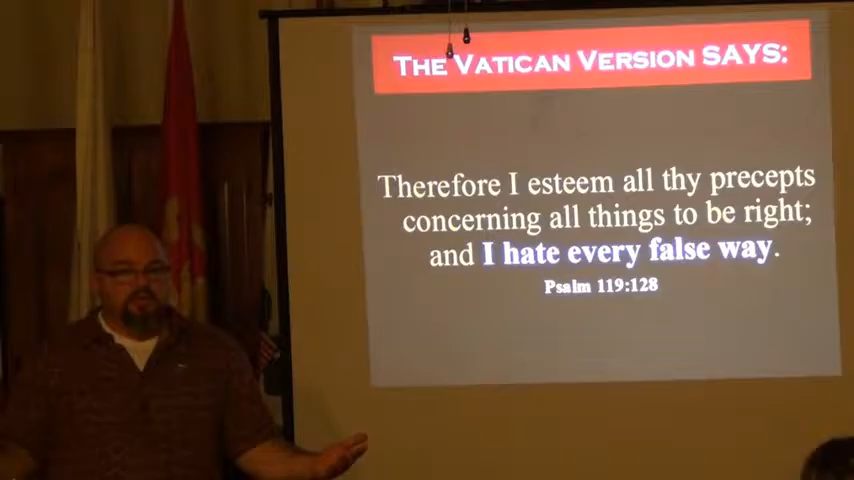 THE VATICAN VERSION SAYS:
Therefore I esteem all thy precepts
concerning all things to be right;
and I hate every false way.
Psalm 119:128